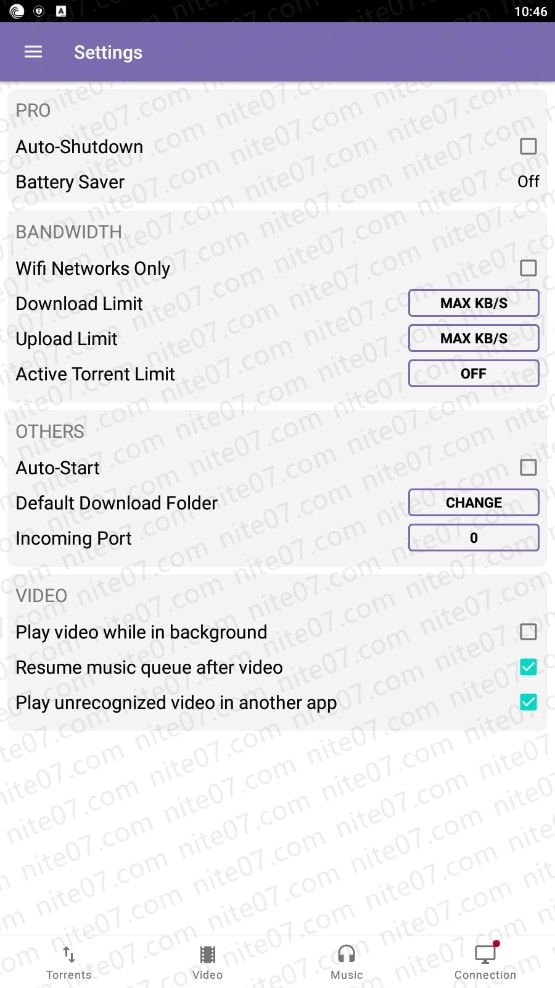 A
10:46
Settings
PRO
Auto-Shutdown
Battery Saver Off
BANDWIDTH
Wifi Networks Only
Download Limit MAX KB/S
Upload Limit MAX KB/S
Active Torrent Limit OFF
OTHERS
Auto-Start
Default Download Folder CHANGE
Incoming Port 0
VIDEO
Play video while in background
Resume music queue after video
Play unrecognized video in another app
Torrents Video Music Connection
nite07.com